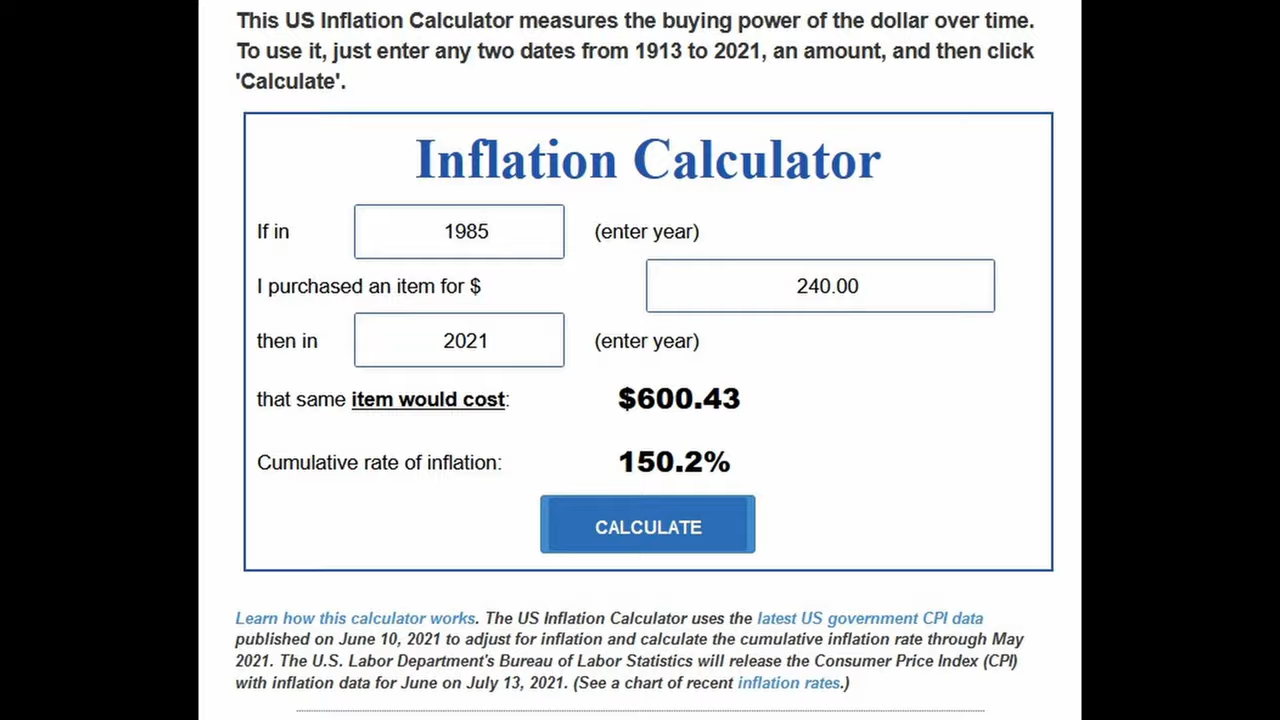 This US Inflation Calculator measures the buying power of the dollar over time.
To use it, just enter any two dates from 1913 to 2021, an amount, and then click
'Calculate'.
Inflation Calculator
If in 1985 (enter year)
I purchased an item for $ 240.00
then in 2021 (enter year)
that same item would cost: $600.43
Cumulative rate of inflation: 150.2%
CALCULATE
Learn how this calculator works. The US Inflation Calculator uses the latest US government CPI data
published on June 10, 2021 to adjust for inflation and calculate the cumulative inflation rate through May
2021. The U.S. Labor Department's Bureau of Labor Statistics will release the Consumer Price Index (CPI)
with inflation data for June on July 13, 2021. (See a chart of recent inflation rates.)